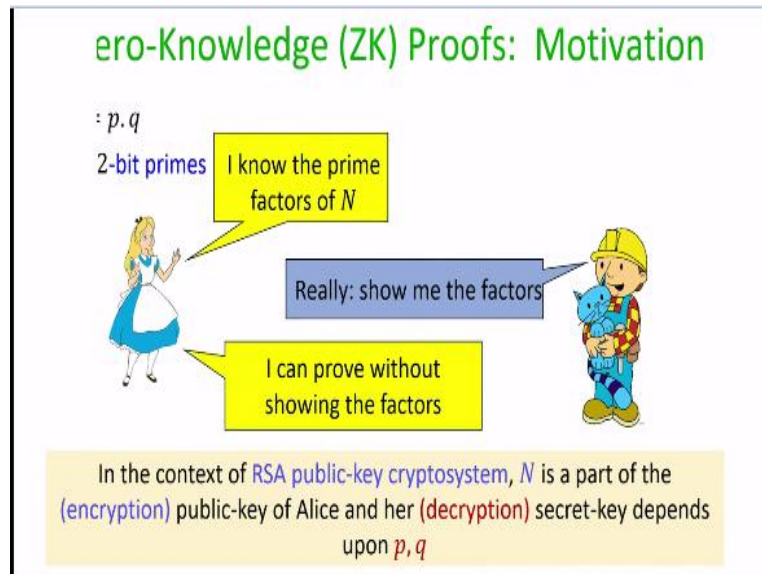 ero-Knowledge (ZK) Proofs: Motivation
: p.q
2-bit primes
I know the prime
factors of N
Really: show me the factors
I can prove without
showing the factors
In the context of RSA public-key cryptosystem, N is a part of the
(encryption) public-key of Alice and her (decryption) secret-key depends
upon p, q